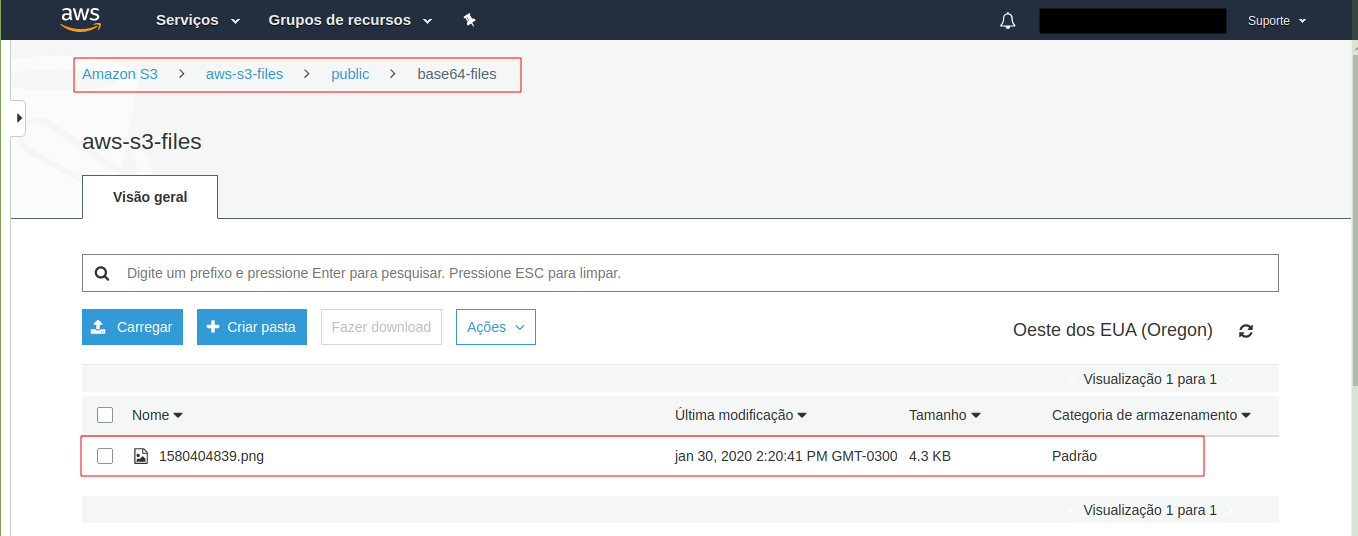 aws Serviços Grupos de recursos Suporte
Amazon S3 > aws-s3-files > public > base64-files
aws-s3-files
Visão geral
Digite um prefixo e pressione Enter para pesquisar. Pressione ESC para limpar.
Carregar Criar pasta Fazer download Ações Oeste dos EUA (Oregon)
Visualização 1 para 1
Nome Última modificação Tamanho Categoria de armazenamento
1580404839.png jan 30, 2020 2:20:41 PM GMT-0300 4.3 KB Padrão
Visualização 1 para 1